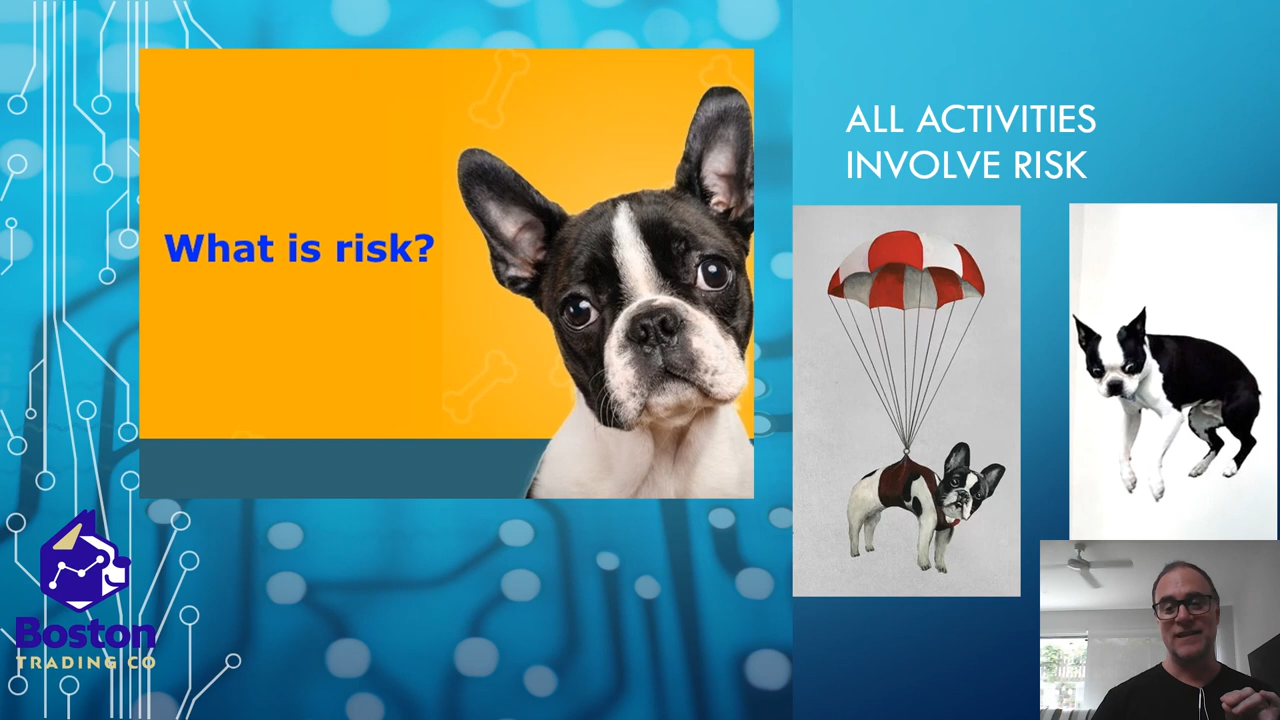 What is risk?
ALL ACTIVITIES
INVOLVE RISK
Boston
TRADING CO